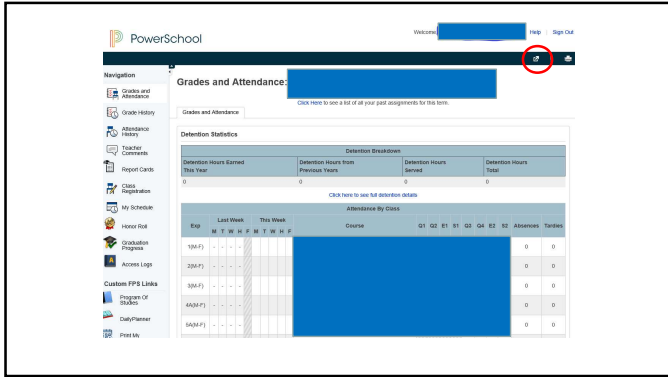 PowerSchool
Welcome,
Help | Sign Out
Navigation
Grades and Attendance
Grade History
Attendance History
Teacher Comments
Report Cards
Class Registration
My Schedule
Honor Roll
Graduation Progress
Access Logs
Custom FPS Links
Program Of Studies
DailyPlanner
Print My
Grades and Attendance:
Click Here to see a list of all your past assignments for this term.
Grades and Attendance
Detention Statistics
Detention Breakdown
Detention Hours Earned This Year
Detention Hours from Previous Years
Detention Hours Served
Detention Hours Total
0 0 0 0
Click here to see full detention details
Attendance By Class
Exp Last Week This Week Course Q1 Q2 E1 S1 Q3 Q4 E2 S2 Absences Tardies
M T W H F M T W H F
1(M-F) - - - - 0 0
2(M-F) - - - - 0 0
3(M-F) - - - - 0 0
4A(M-F) - - - - 0 0
5A(M-F) - - - - 0 0